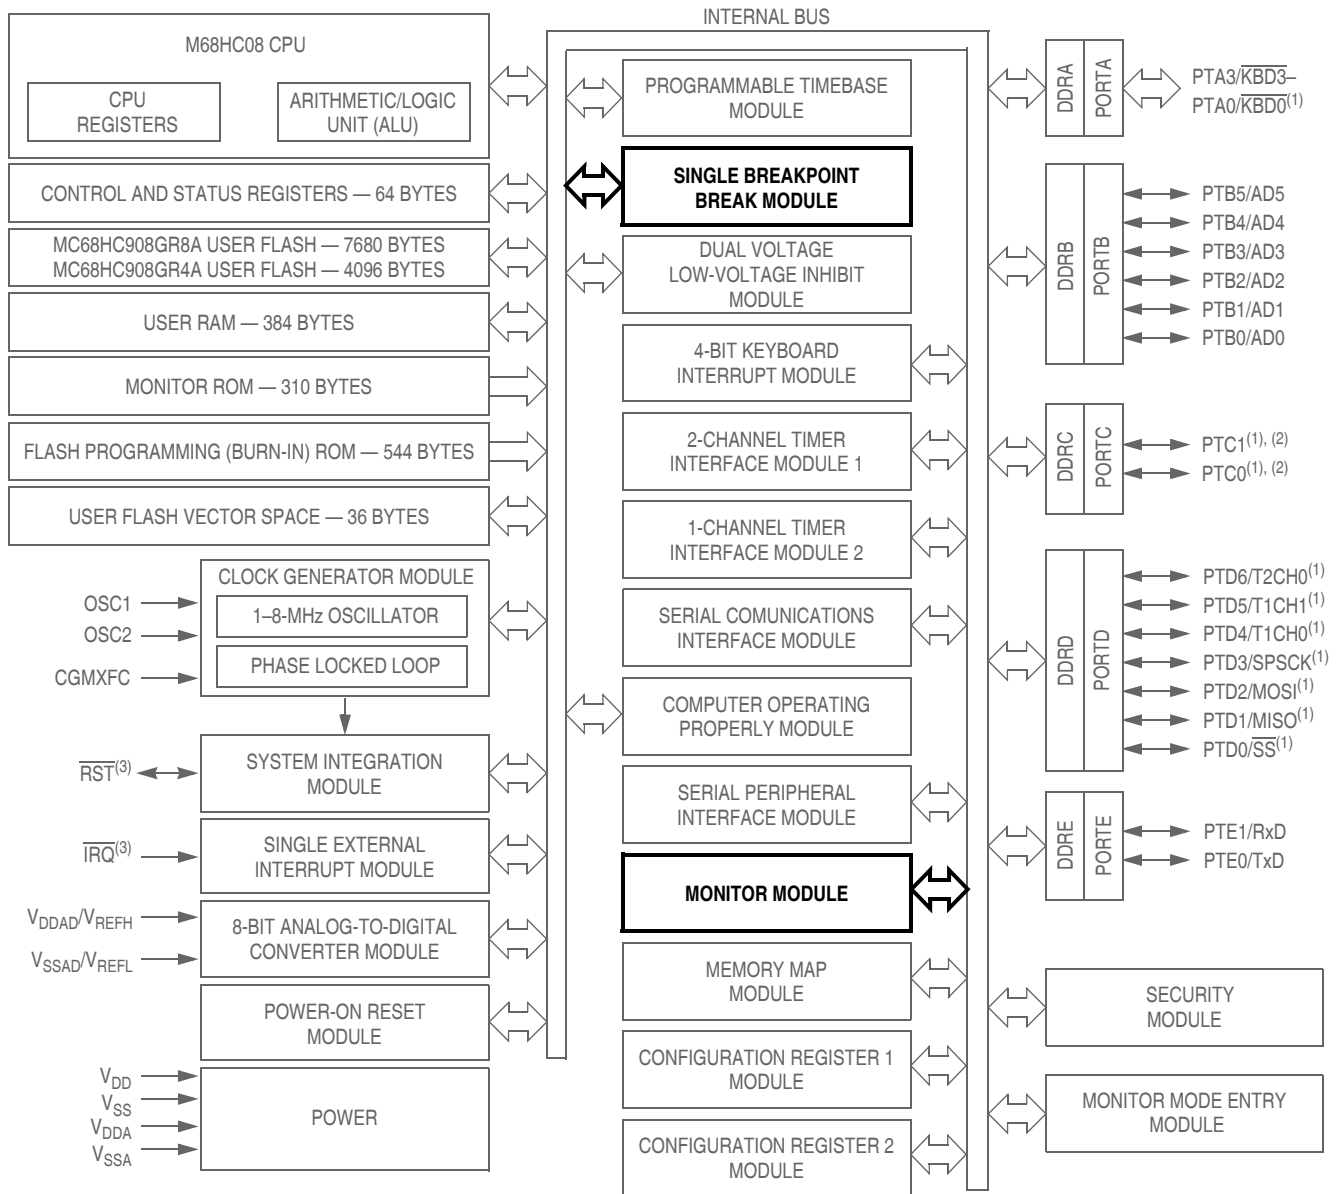 INTERNAL BUS
M68HC08 CPU
CPU
REGISTERS
ARITHMETIC/LOGIC
UNIT (ALU)
CONTROL AND STATUS REGISTERS — 64 BYTES
MC68HC908GR8A USER FLASH — 7680 BYTES
MC68HC908GR4A USER FLASH — 4096 BYTES
USER RAM — 384 BYTES
MONITOR ROM — 310 BYTES
FLASH PROGRAMMING (BURN-IN) ROM — 544 BYTES
USER FLASH VECTOR SPACE — 36 BYTES
CLOCK GENERATOR MODULE
1–8-MHz OSCILLATOR
PHASE LOCKED LOOP
OSC1
OSC2
CGMXFC
SYSTEM INTEGRATION
MODULE
RST(3)
SINGLE EXTERNAL
INTERRUPT MODULE
IRQ(3)
8-BIT ANALOG-TO-DIGITAL
CONVERTER MODULE
VDDAD/VREFH
VSSAD/VREFL
POWER-ON RESET
MODULE
POWER
VDD
VSS
VDDA
VSSA
PROGRAMMABLE TIMEBASE
MODULE
SINGLE BREAKPOINT
BREAK MODULE
DUAL VOLTAGE
LOW-VOLTAGE INHIBIT
MODULE
4-BIT KEYBOARD
INTERRUPT MODULE
2-CHANNEL TIMER
INTERFACE MODULE 1
1-CHANNEL TIMER
INTERFACE MODULE 2
SERIAL COMUNICATIONS
INTERFACE MODULE
COMPUTER OPERATING
PROPERLY MODULE
SERIAL PERIPHERAL
INTERFACE MODULE
MONITOR MODULE
MEMORY MAP
MODULE
CONFIGURATION REGISTER 1
MODULE
CONFIGURATION REGISTER 2
MODULE
DDRA
PORTA
PTA3/KBD3–
PTA0/KBD0(1)
DDRB
PORTB
PTB5/AD5
PTB4/AD4
PTB3/AD3
PTB2/AD2
PTB1/AD1
PTB0/AD0
DDRC
PORTC
PTC1(1), (2)
PTC0(1), (2)
DDRD
PORTD
PTD6/T2CH0(1)
PTD5/T1CH1(1)
PTD4/T1CH0(1)
PTD3/SPSCK(1)
PTD2/MOSI(1)
PTD1/MISO(1)
PTD0/SS(1)
DDRE
PORTE
PTE1/RxD
PTE0/TxD
SECURITY
MODULE
MONITOR MODE ENTRY
MODULE